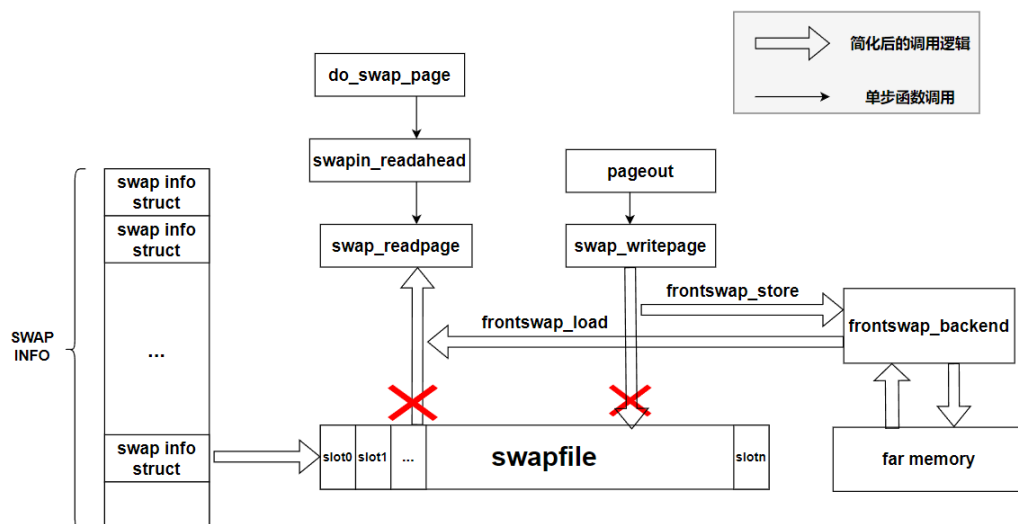 简化后的调用逻辑
单步函数调用
do_swap_page
swapin_readahead
swap_readpage
pageout
swap_writepage
swap info
struct
swap info
struct
...
swap info
struct
SWAP
INFO
frontswap_store
frontswap_load
frontswap_backend
slot0
slot1
...
swapfile
slotn
far memory